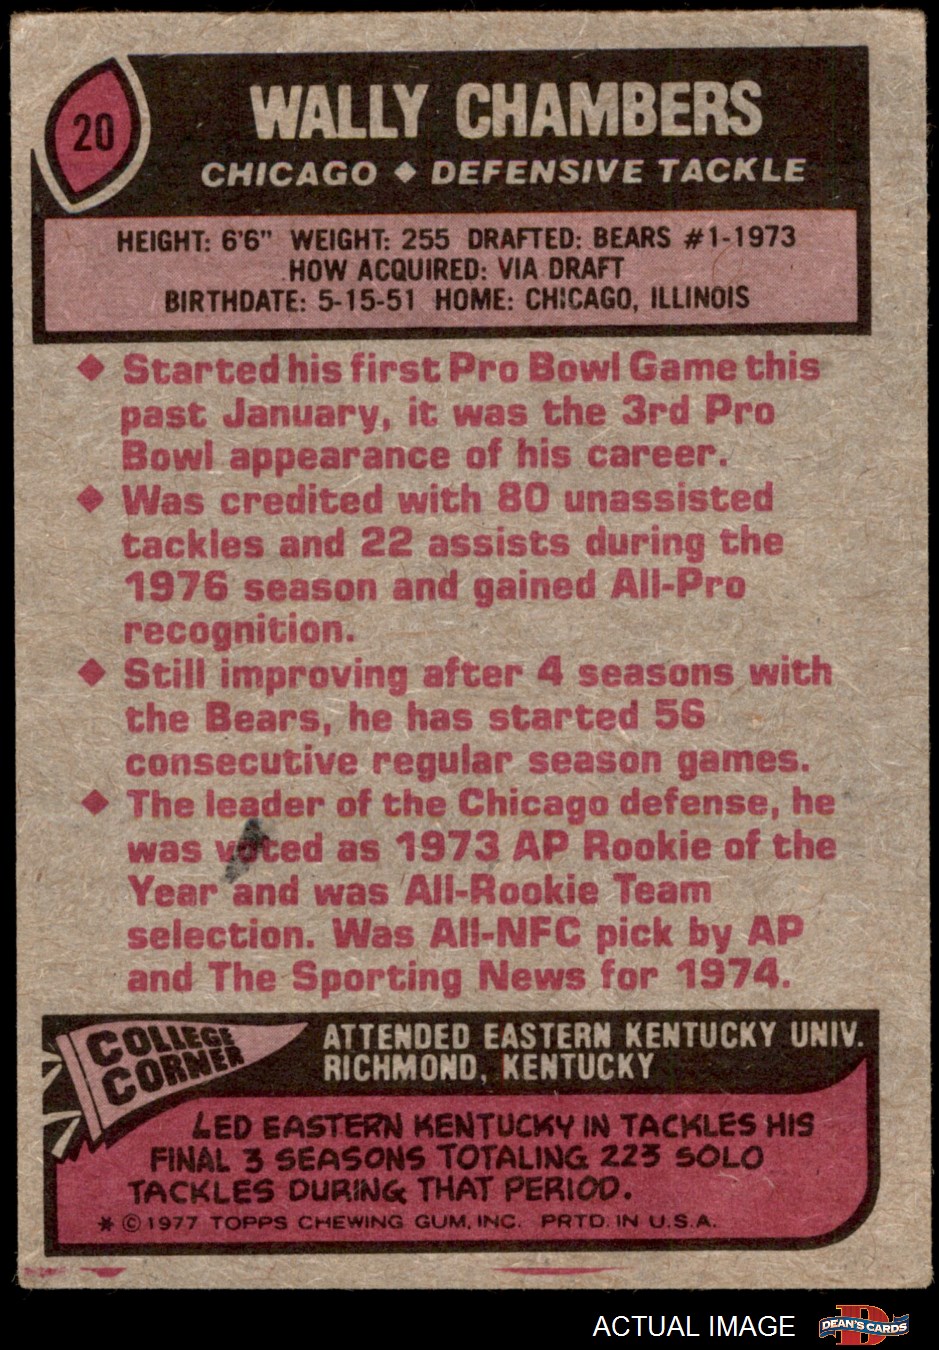 20
WALLY CHAMBERS
CHICAGO ◆ DEFENSIVE TACKLE
HEIGHT: 6'6" WEIGHT: 255 DRAFTED: BEARS #1-1973
HOW ACQUIRED: VIA DRAFT
BIRTHDATE: 5-15-51 HOME: CHICAGO, ILLINOIS
◆ Started his first Pro Bowl Game this
past January, it was the 3rd Pro
Bowl appearance of his career.
◆ Was credited with 80 unassisted
tackles and 22 assists during the
1976 season and gained All-Pro
recognition.
◆ Still improving after 4 seasons with
the Bears, he has started 56
consecutive regular season games.
◆ The leader of the Chicago defense, he
was voted as 1973 AP Rookie of the
Year and was All-Rookie Team
selection. Was All-NFC pick by AP
and The Sporting News for 1974.
COLLEGE
CORNER
ATTENDED EASTERN KENTUCKY UNIV.
RICHMOND, KENTUCKY
LED EASTERN KENTUCKY IN TACKLES HIS
FINAL 3 SEASONS TOTALING 223 SOLO
TACKLES DURING THAT PERIOD.
* © 1977 TOPPS CHEWING GUM, INC. PRTD. IN U.S.A.
ACTUAL IMAGE
D
DEAN'S CARDS